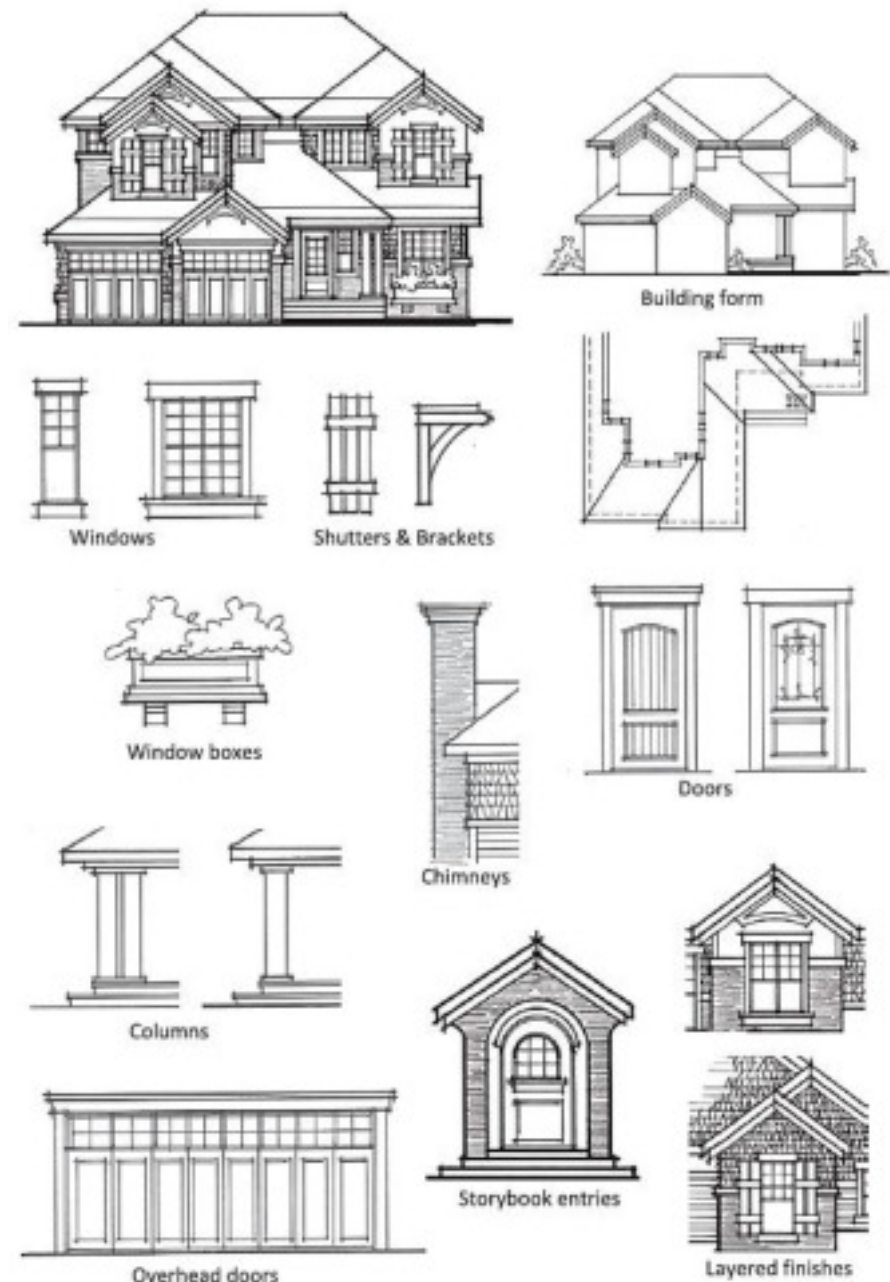 Building form
Windows
Shutters & Brackets
Window boxes
Doors
Chimneys
Columns
Storybook entries
Overhead doors
Layered finishes